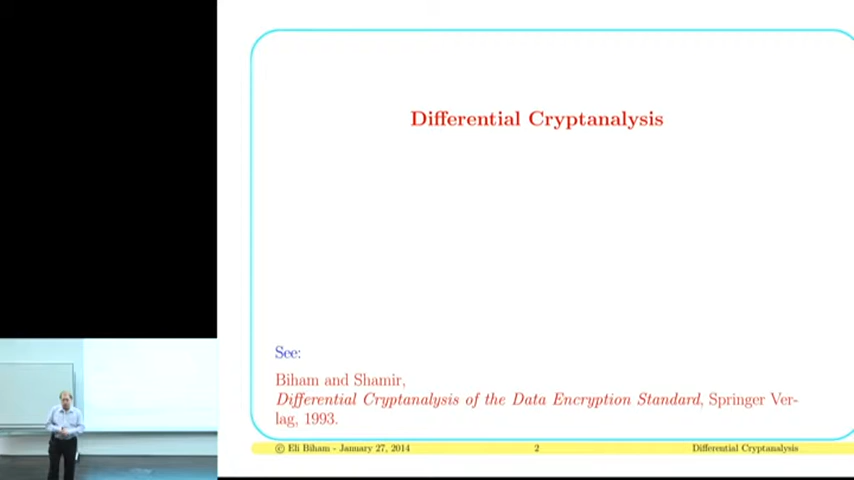 Differential Cryptanalysis
See:
Biham and Shamir,
Differential Cryptanalysis of the Data Encryption Standard, Springer Ver-
lag, 1993.
© Eli Biham - January 27, 2014 2 Differential Cryptanalysis